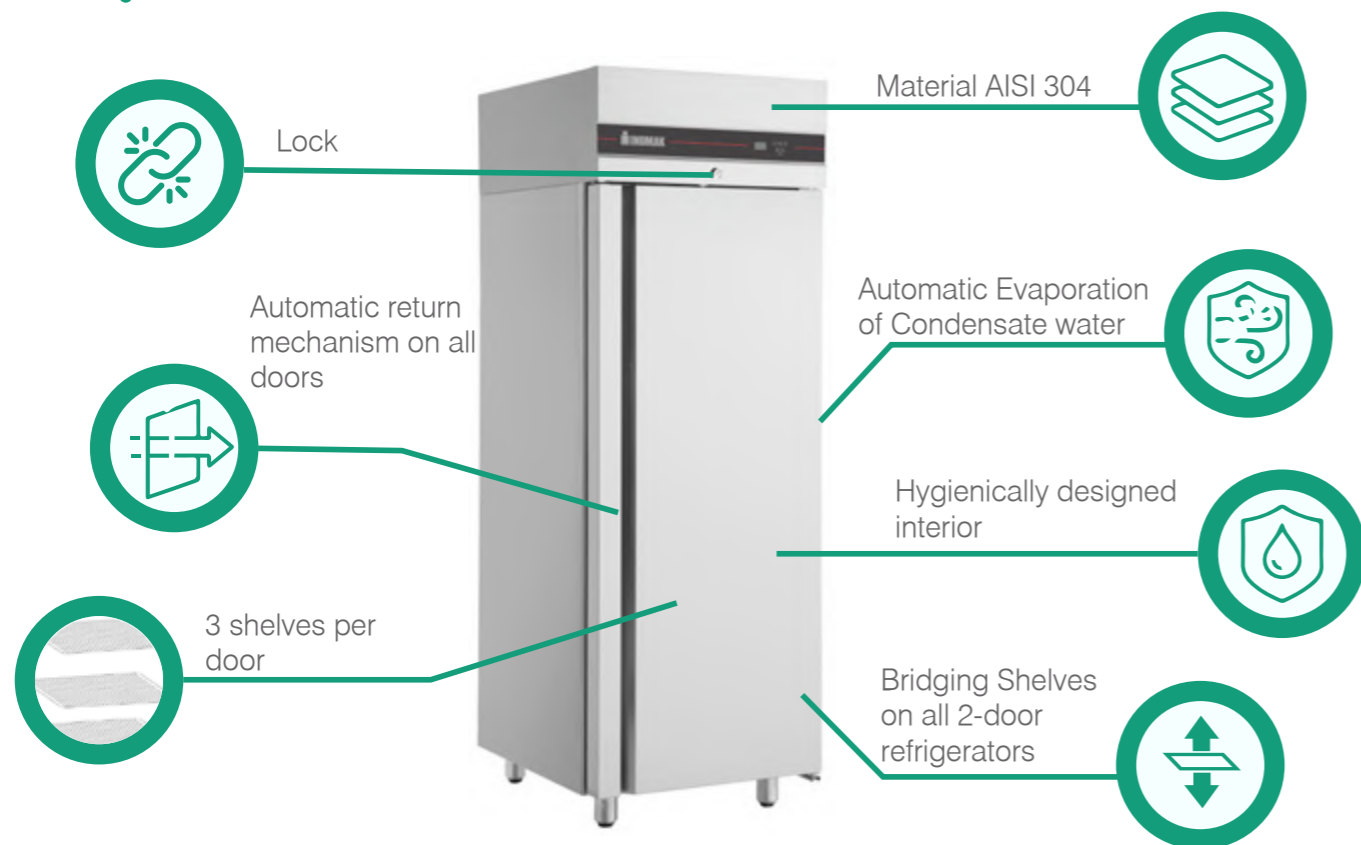 Material AISI 304
Lock
INOMAK
Automatic return
mechanism on all
doors
Automatic Evaporation
of Condensate water
Hygienically designed
interior
3 shelves per
door
Bridging Shelves
on all 2-door
refrigerators